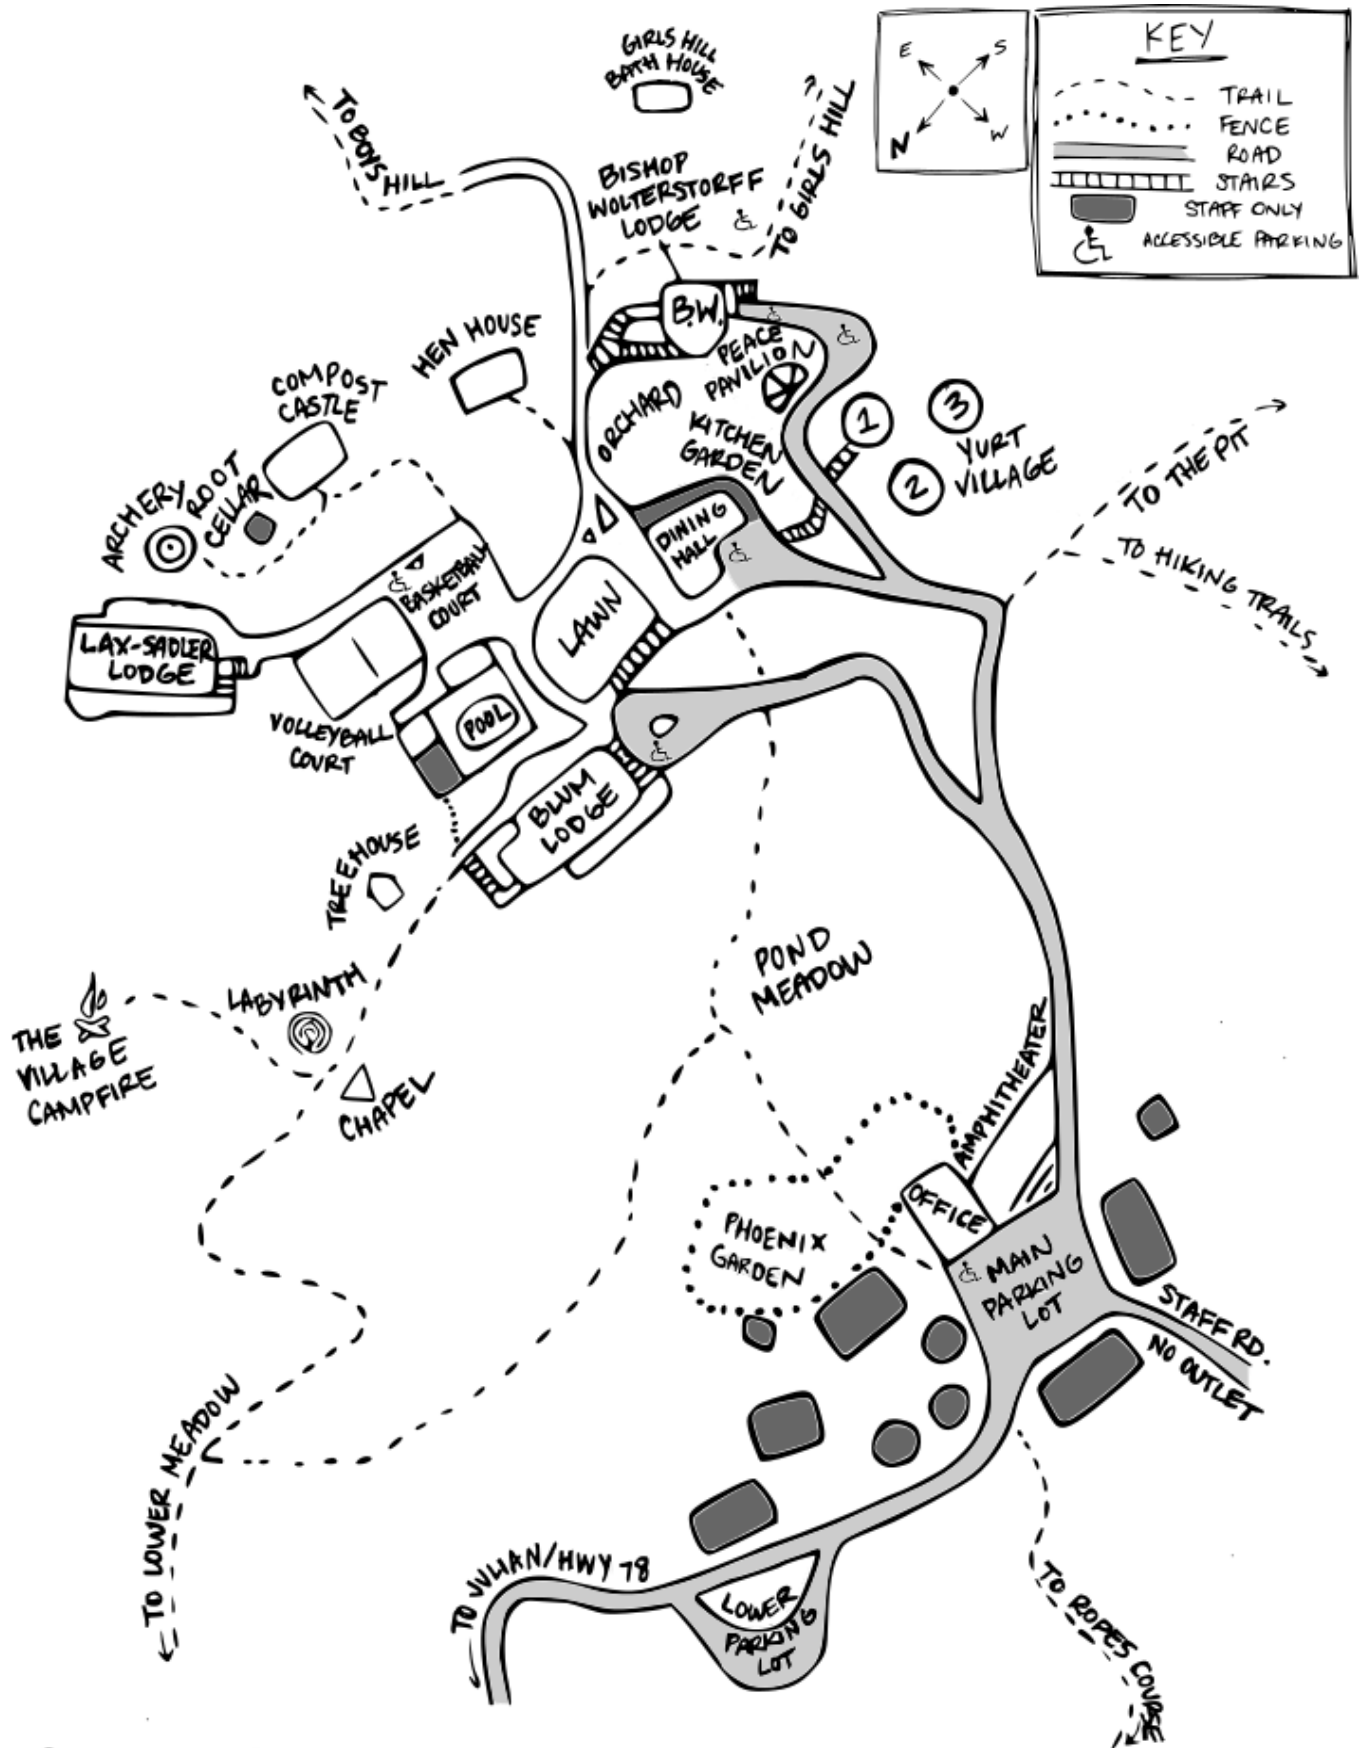 GIRLS HILL
BATH HOUSE
E
S
N
W
KEY
TRAIL
FENCE
ROAD
STAIRS
STAFF ONLY
ACCESSIBLE PARKING
TO BOYS HILL
BISHOP
WOLTERSTORFF
LODGE
TO GIRLS HILL
B.W.
PEACE
PAVILION
HEN HOUSE
COMPOST
CASTLE
ORCHARD
KITCHEN
GARDEN
1
3
2
YURT
VILLAGE
ARCHERY
ROOT
CELLAR
DINING
HALL
TO THE PIT
TO HIKING TRAILS
BASKETBALL
COURT
LAWN
LAX-SADLER
LODGE
VOLLEYBALL
COURT
POOL
BLUM
LODGE
TREEHOUSE
POND
MEADOW
LABYRINTH
THE
VILLAGE
CAMPFIRE
CHAPEL
AMPHITHEATER
OFFICE
PHOENIX
GARDEN
MAIN
PARKING
LOT
STAFF RD.
NO OUTLET
TO LOWER MEADOW
TO JULIAN/HWY 78
LOWER
PARKING
LOT
TO ROPES COURSE